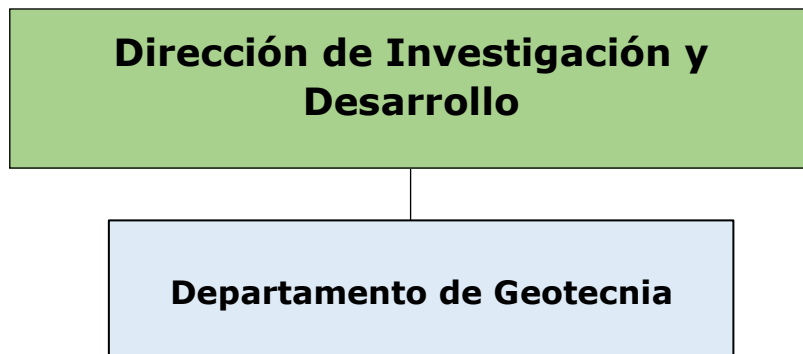 Dirección de Investigación y
Desarrollo
Departamento de Geotecnia